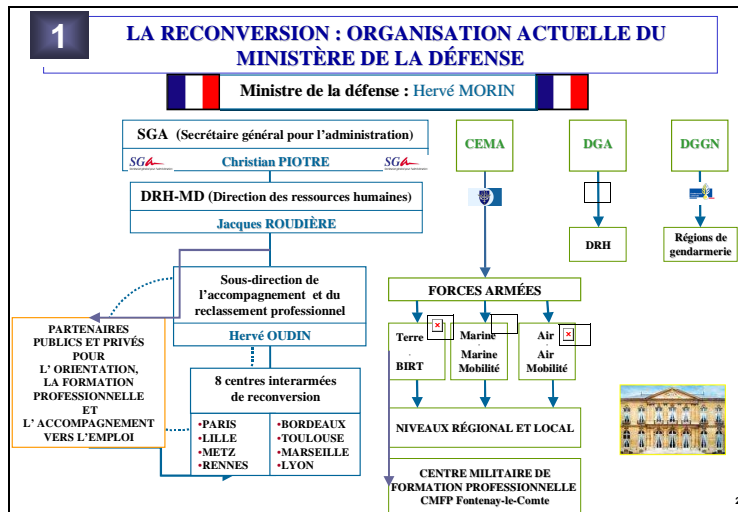 1
LA RECONVERSION : ORGANISATION ACTUELLE DU
MINISTÈRE DE LA DÉFENSE
Ministre de la défense : Hervé MORIN
SGA (Secrétaire général pour l'administration)
SGA
Christian PIOTRE
SGA
DRH-MD (Direction des ressources humaines)
Jacques ROUDIÈRE
CEMA
DGA
DGGN
DRH
Régions de
gendarmerie
Sous-direction de
l'accompagnement et du
reclassement professionnel
Hervé OUDIN
FORCES ARMÉES
Terre
-
BIRT
Marine
-
Marine
Mobilité
Air
-
Air
Mobilité
PARTENAIRES
PUBLICS ET PRIVÉS
POUR
L' ORIENTATION,
LA FORMATION
PROFESSIONNELLE
ET
L' ACCOMPAGNEMENT
VERS L'EMPLOI
8 centres interarmées
de reconversion
•PARIS
•LILLE
•METZ
•RENNES
•BORDEAUX
•TOULOUSE
•MARSEILLE
•LYON
NIVEAUX RÉGIONAL ET LOCAL
CENTRE MILITAIRE DE
FORMATION PROFESSIONNELLE
CMFP Fontenay-le-Comte
2